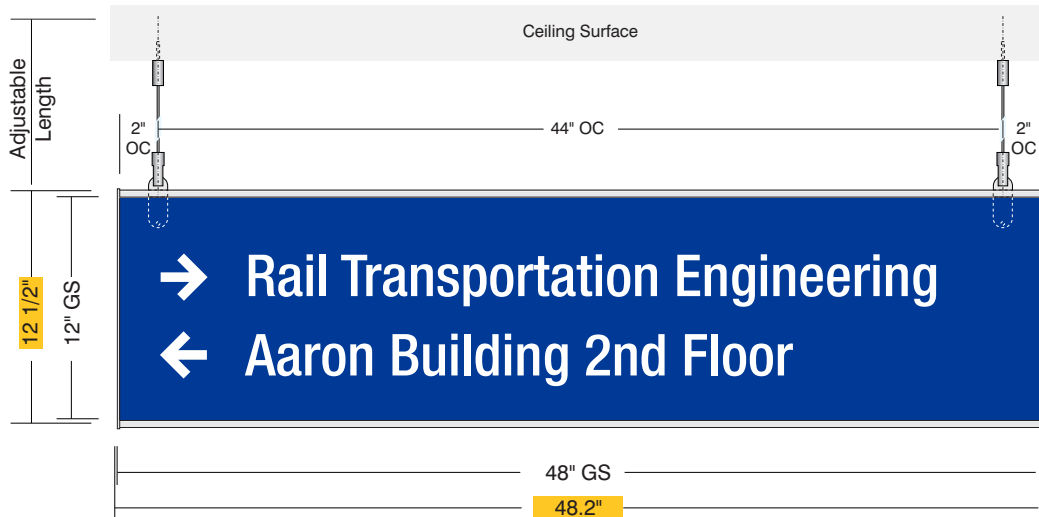 Ceiling Surface
Adjustable
Length
2"
OC
44" OC
2"
OC
12 1/2"
12" GS
Rail Transportation Engineering
Aaron Building 2nd Floor
48" GS
48.2"